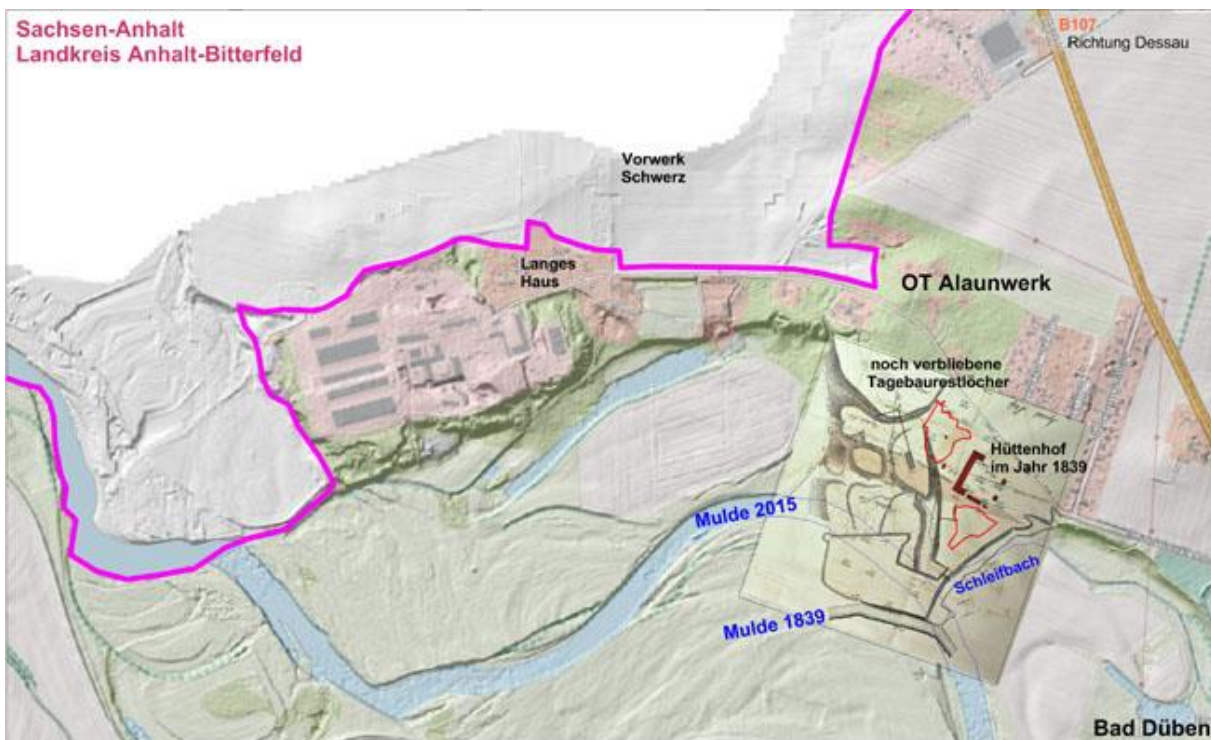 Sachsen-Anhalt
Landkreis Anhalt-Bitterfeld
B107
Richtung Dessau
Vorwerk
Schwerz
Langes
Haus
OT Alaunwerk
noch verbliebene
Tagebaurestlöcher
Hüttenhof
im Jahr 1839
Mulde 2015
Schleifbach
Mulde 1839
Bad Düben